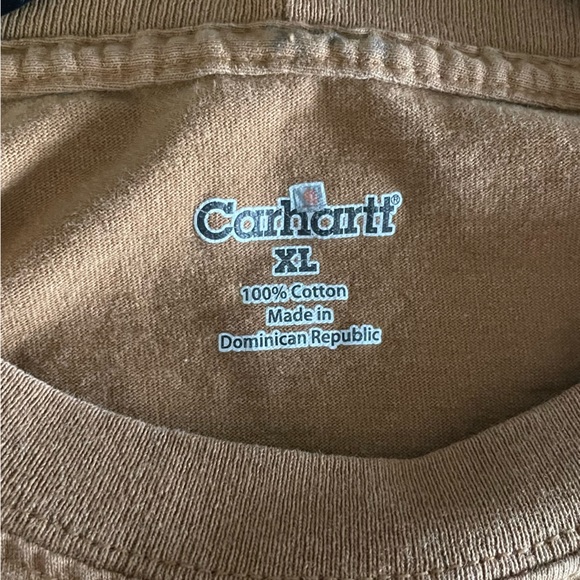 Carhartt®
XL
100% Cotton
Made in
Dominican Republic